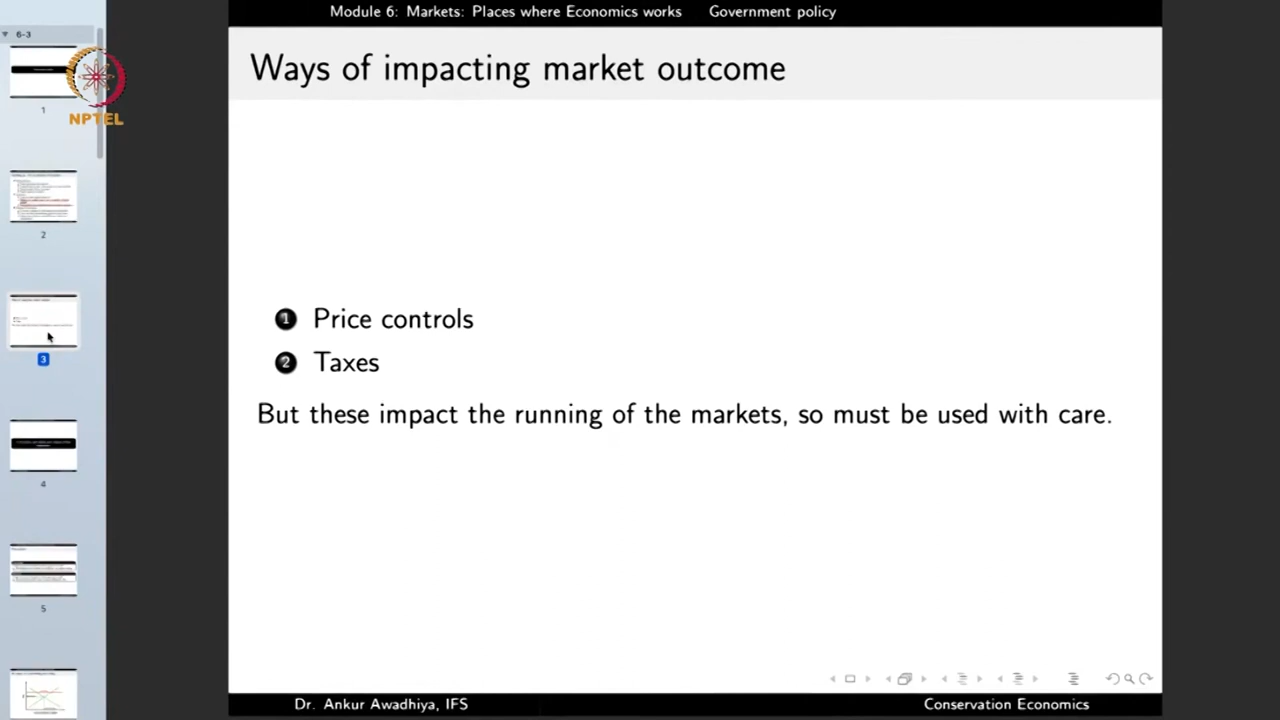 Module 6: Markets: Places where Economics works Government policy
6-3
Ways of impacting market outcome
NPTEL
1
2
3
4
5
1 Price controls
2 Taxes
But these impact the running of the markets, so must be used with care.
Dr. Ankur Awadhiya, IFS Conservation Economics